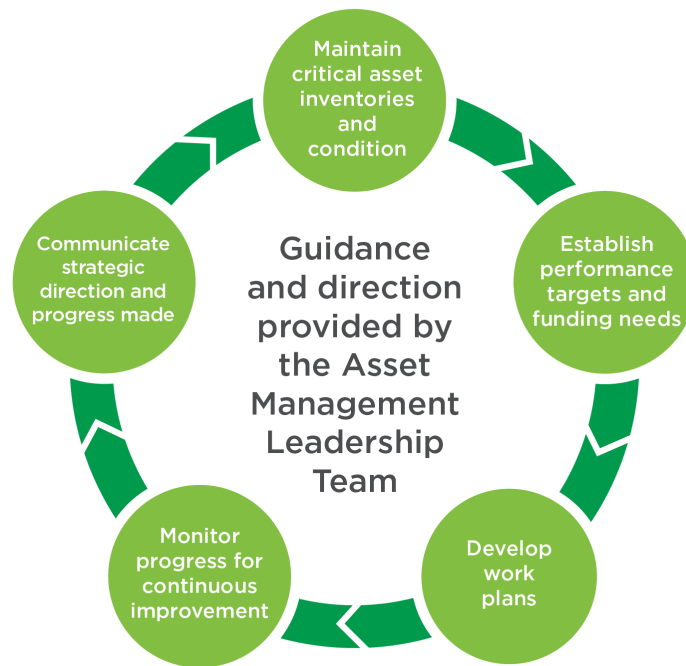 Maintain
critical asset
inventories
and
condition
Establish
performance
targets and
funding needs
Develop
work
plans
Monitor
progress for
continuous
improvement
Communicate
strategic
direction and
progress made
Guidance
and direction
provided by
the Asset
Management
Leadership
Team